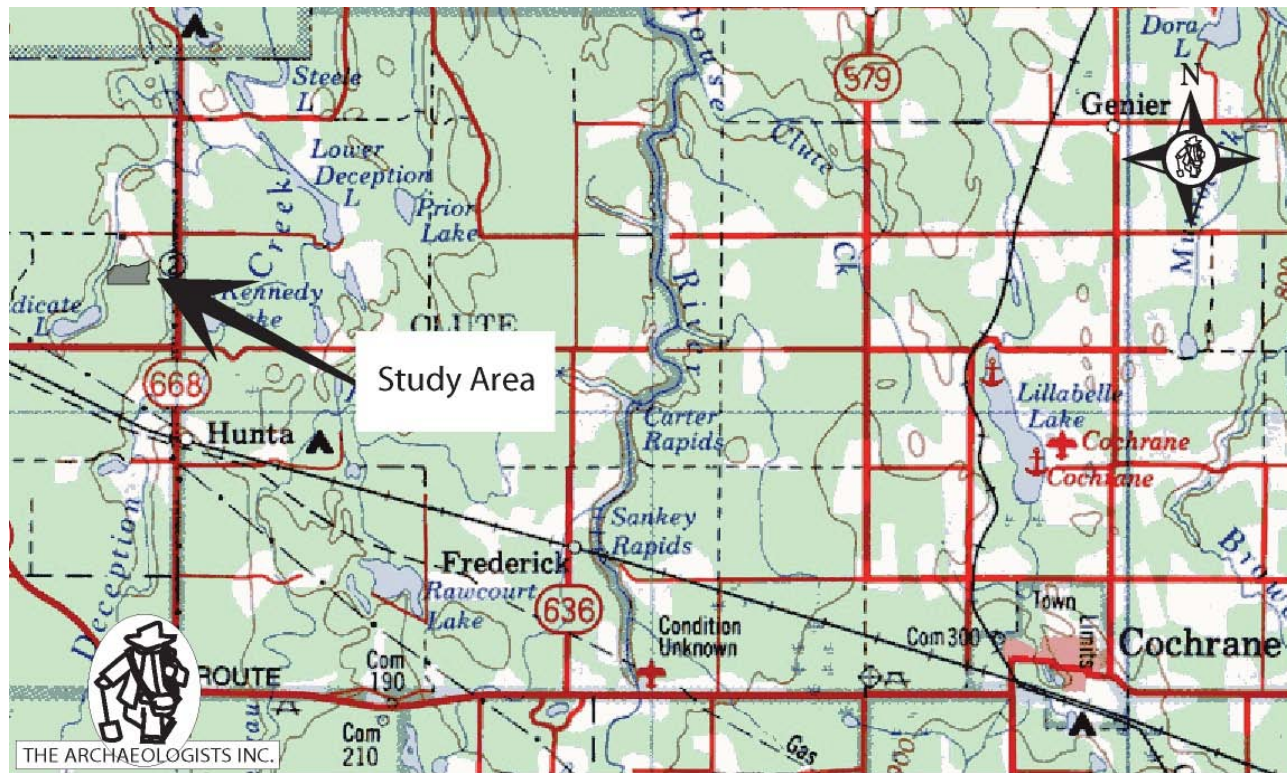 Steele
L
Lower
Deception
L
Prior
Lake
Creek
Kennedy
Lake
dicate
L
Study Area
668
Hunta
Deception
ouse
River
Clute
Ck
579
Genier
Dora
L
N
Carter
Rapids
Lillabelle
Lake
Cochrane
Cochrane
Sankey
Rapids
Frederick
Rawcourt
Lake
636
Condition
Unknown
Com 300
Town
Limits
Cochrane
ROUTE
Com
190
Com
210
Gas
THE ARCHAEOLOGISTS INC.